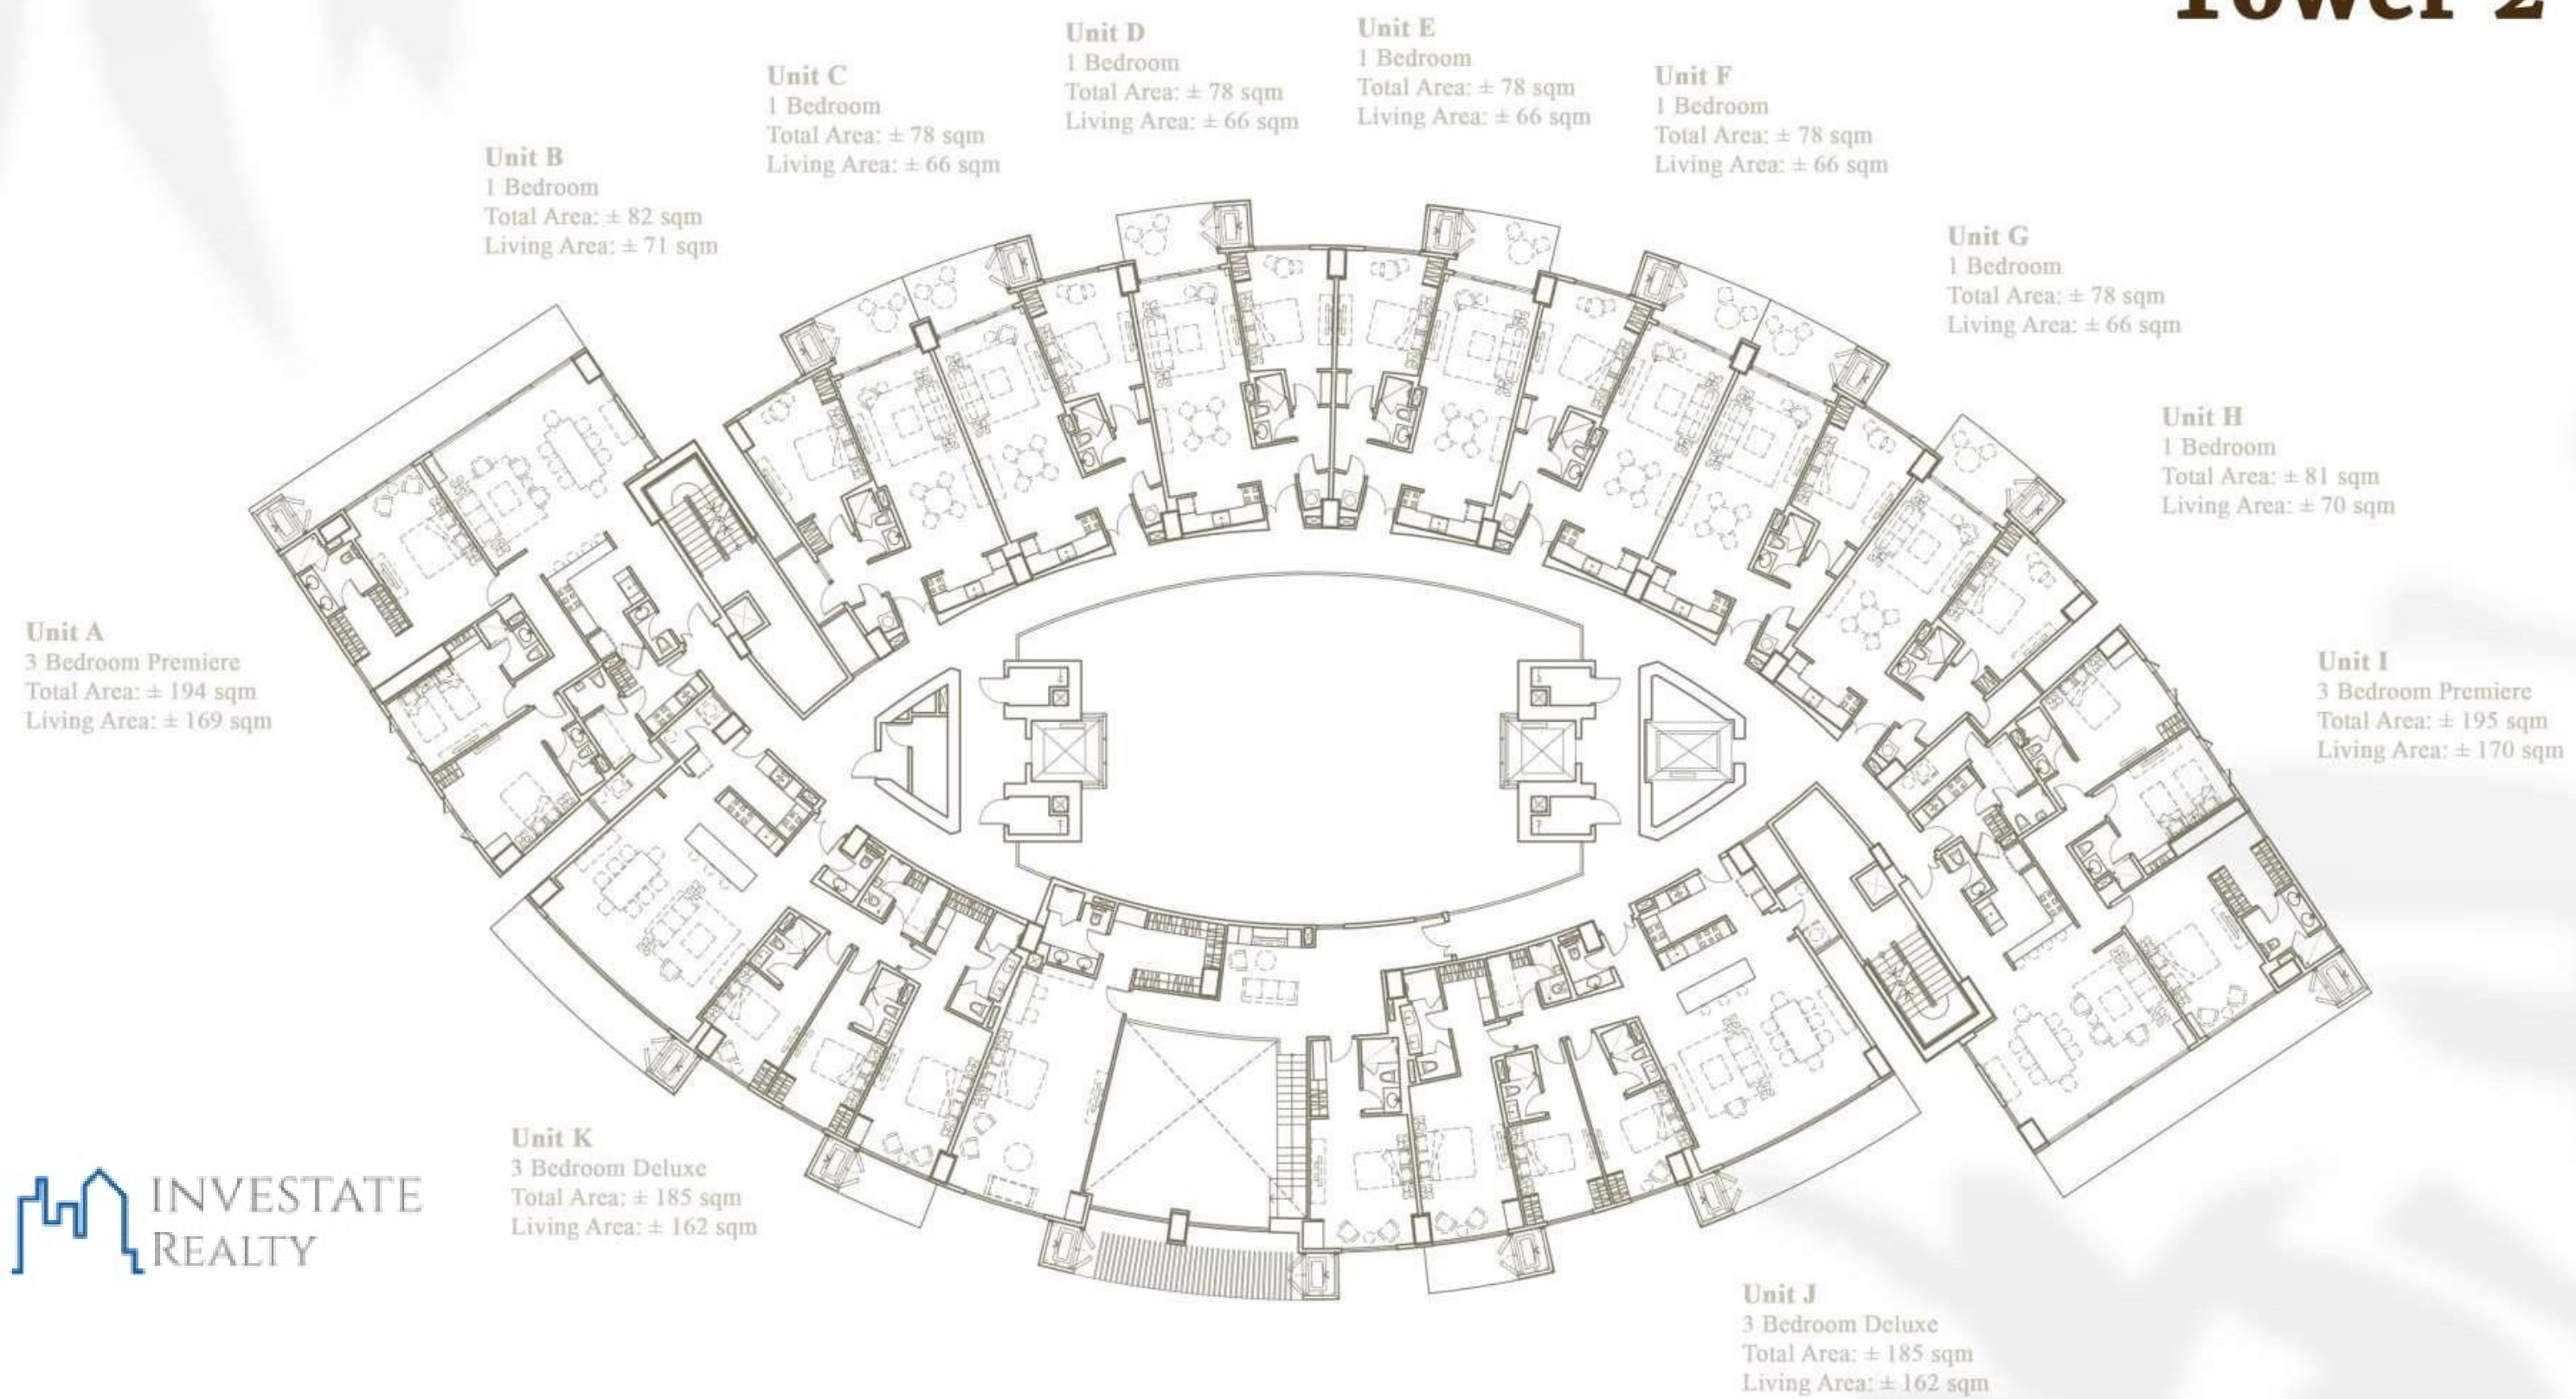 Tower 2
Unit D
1 Bedroom
Total Area: ± 78 sqm
Living Area: ± 66 sqm
Unit E
1 Bedroom
Total Area: ± 78 sqm
Living Area: ± 66 sqm
Unit C
1 Bedroom
Total Area: ± 78 sqm
Living Area: ± 66 sqm
Unit F
1 Bedroom
Total Area: ± 78 sqm
Living Area: ± 66 sqm
Unit B
1 Bedroom
Total Area: ± 82 sqm
Living Area: ± 71 sqm
Unit G
1 Bedroom
Total Area: ± 78 sqm
Living Area: ± 66 sqm
Unit H
1 Bedroom
Total Area: ± 81 sqm
Living Area: ± 70 sqm
Unit A
3 Bedroom Premiere
Total Area: ± 194 sqm
Living Area: ± 169 sqm
Unit I
3 Bedroom Premiere
Total Area: ± 195 sqm
Living Area: ± 170 sqm
Unit K
3 Bedroom Deluxe
Total Area: ± 185 sqm
Living Area: ± 162 sqm
INVESTATE
REALTY
Unit J
3 Bedroom Deluxe
Total Area: ± 185 sqm
Living Area: ± 162 sqm